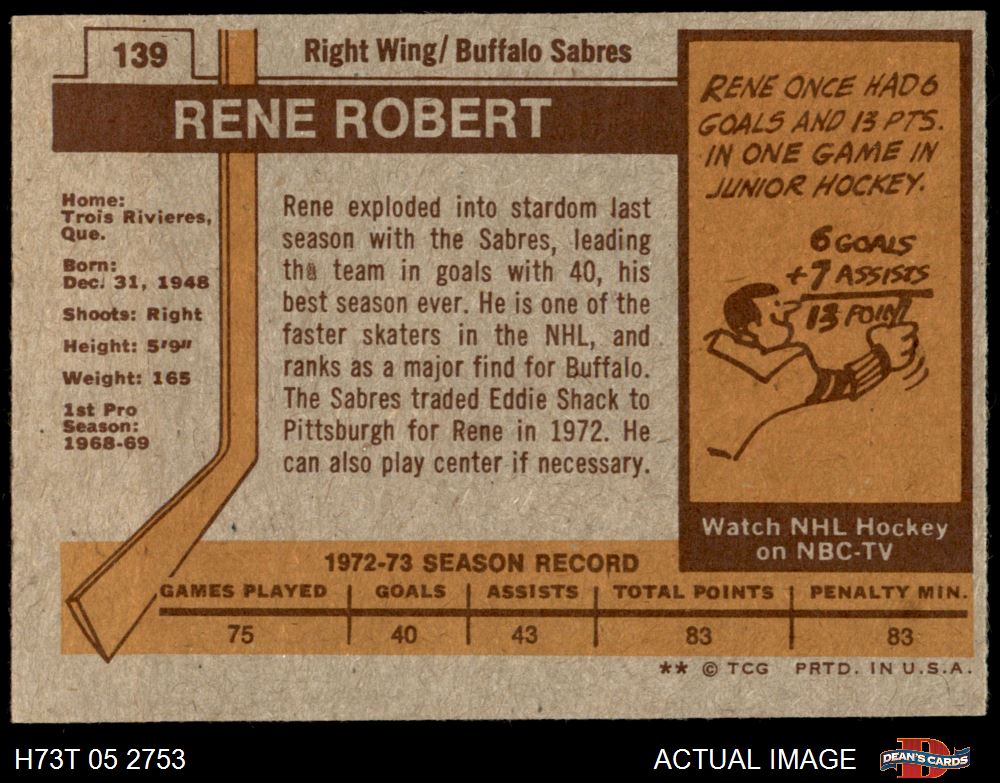 139
Right Wing/ Buffalo Sabres
RENE ROBERT
Home:
Trois Rivieres,
Que.
Born:
Dec. 31, 1948
Shoots: Right
Height: 5'9"
Weight: 165
1st Pro
Season:
1968-69
Rene exploded into stardom last
season with the Sabres, leading
the team in goals with 40, his
best season ever. He is one of the
faster skaters in the NHL, and
ranks as a major find for Buffalo.
The Sabres traded Eddie Shack to
Pittsburgh for Rene in 1972. He
can also play center if necessary.
RENE ONCE HAD 6
GOALS AND 13 PTS.
IN ONE GAME IN
JUNIOR HOCKEY.
6 GOALS
+7 ASSISTS
13 POINT
Watch NHL Hockey
on NBC-TV
1972-73 SEASON RECORD
GAMES PLAYED GOALS ASSISTS TOTAL POINTS PENALTY MIN.
75 40 43 83 83
** © TCG PRTD. IN U.S.A.
H73T 05 2753
ACTUAL IMAGE
DEAN'S CARDS